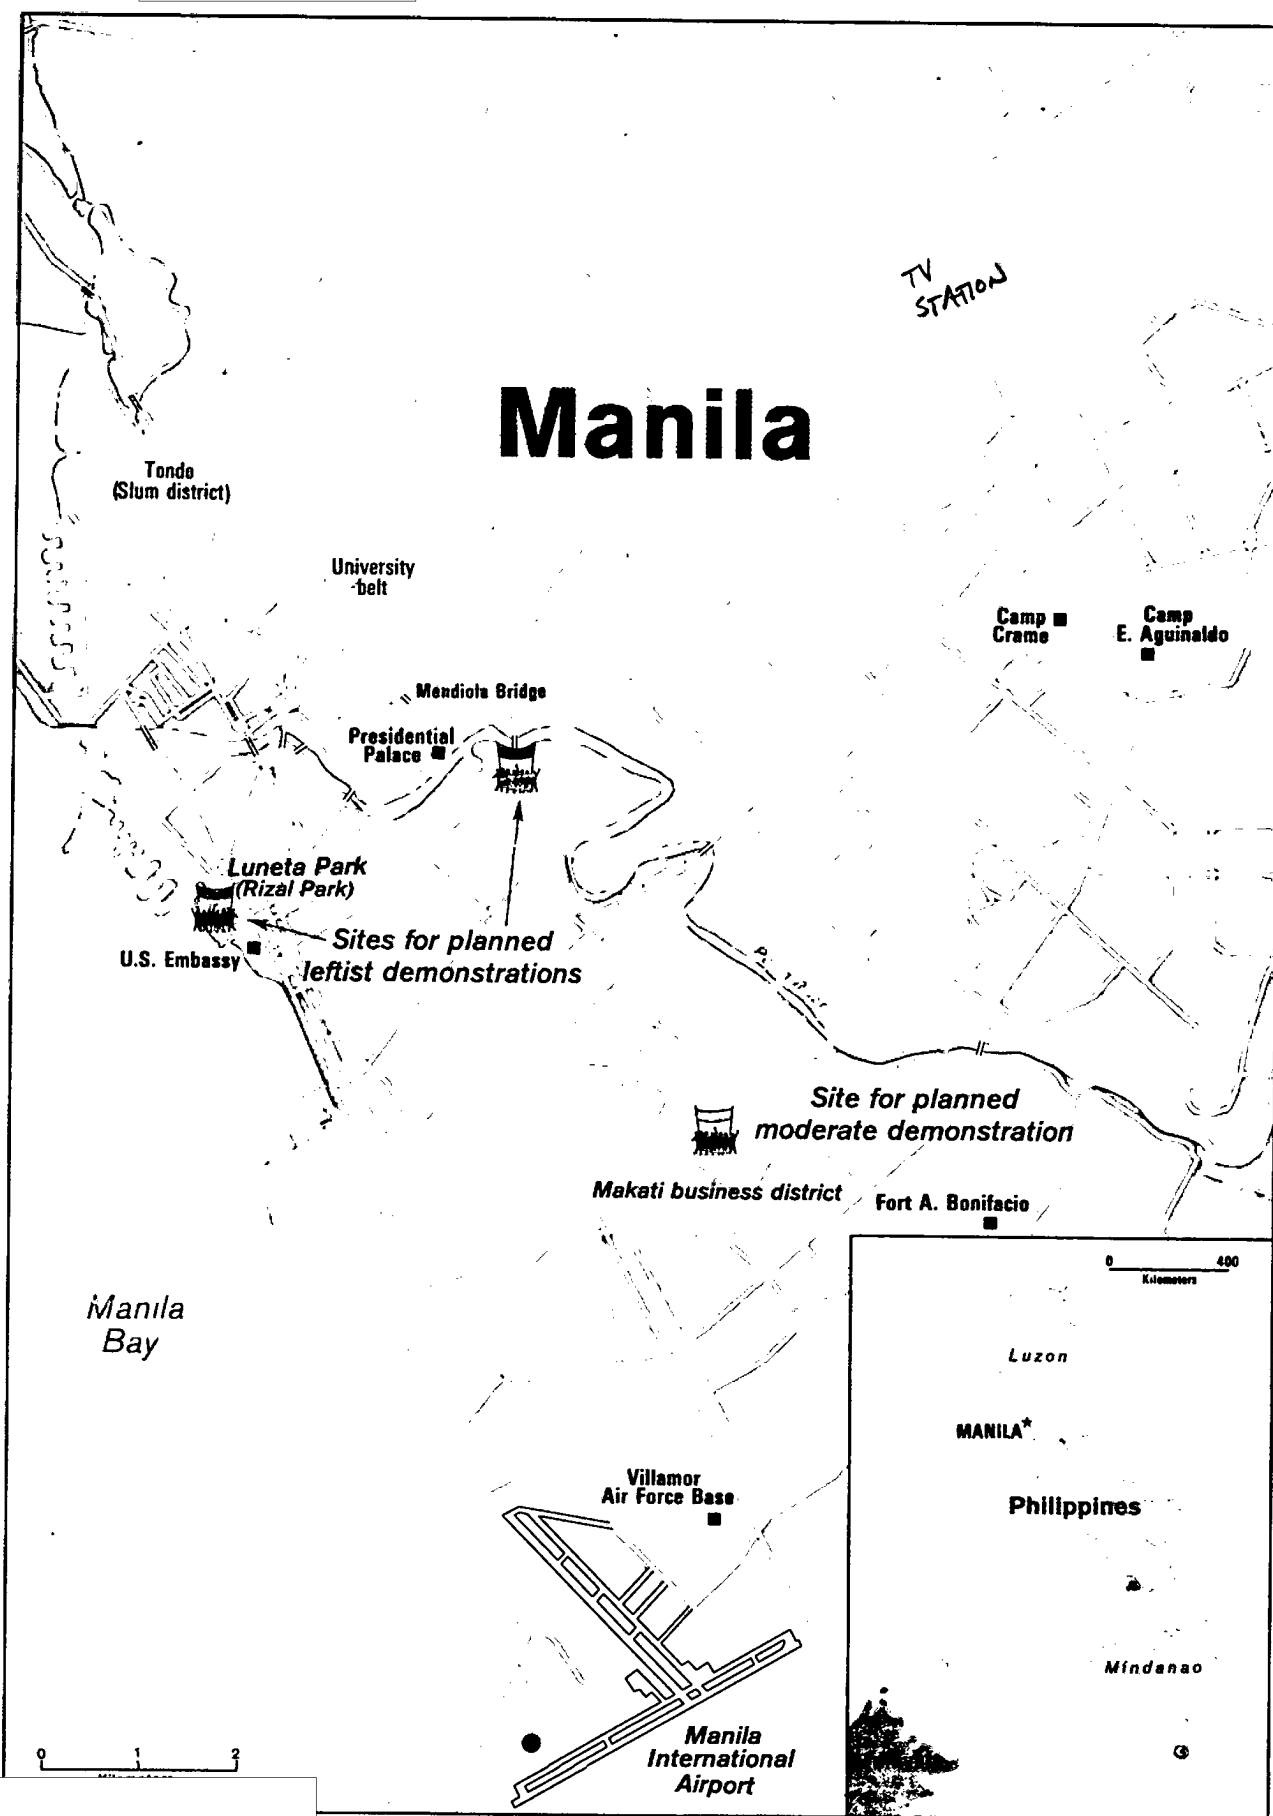 TV
STATION
Manila
Tondo
(Slum district)
University
belt
Camp
Crame
Camp
E. Aguinaldo
Mendiola Bridge
Presidential
Palace
Luneta Park
(Rizal Park)
Sites for planned
leftist demonstrations
U.S. Embassy
Site for planned
moderate demonstration
Makati business district
Fort A. Bonifacio
0 400
Kilometers
Manila
Bay
Luzon
MANILA*
Philippines
Villamor
Air Force Base
Mindanao
Manila
International
Airport
0 1 2